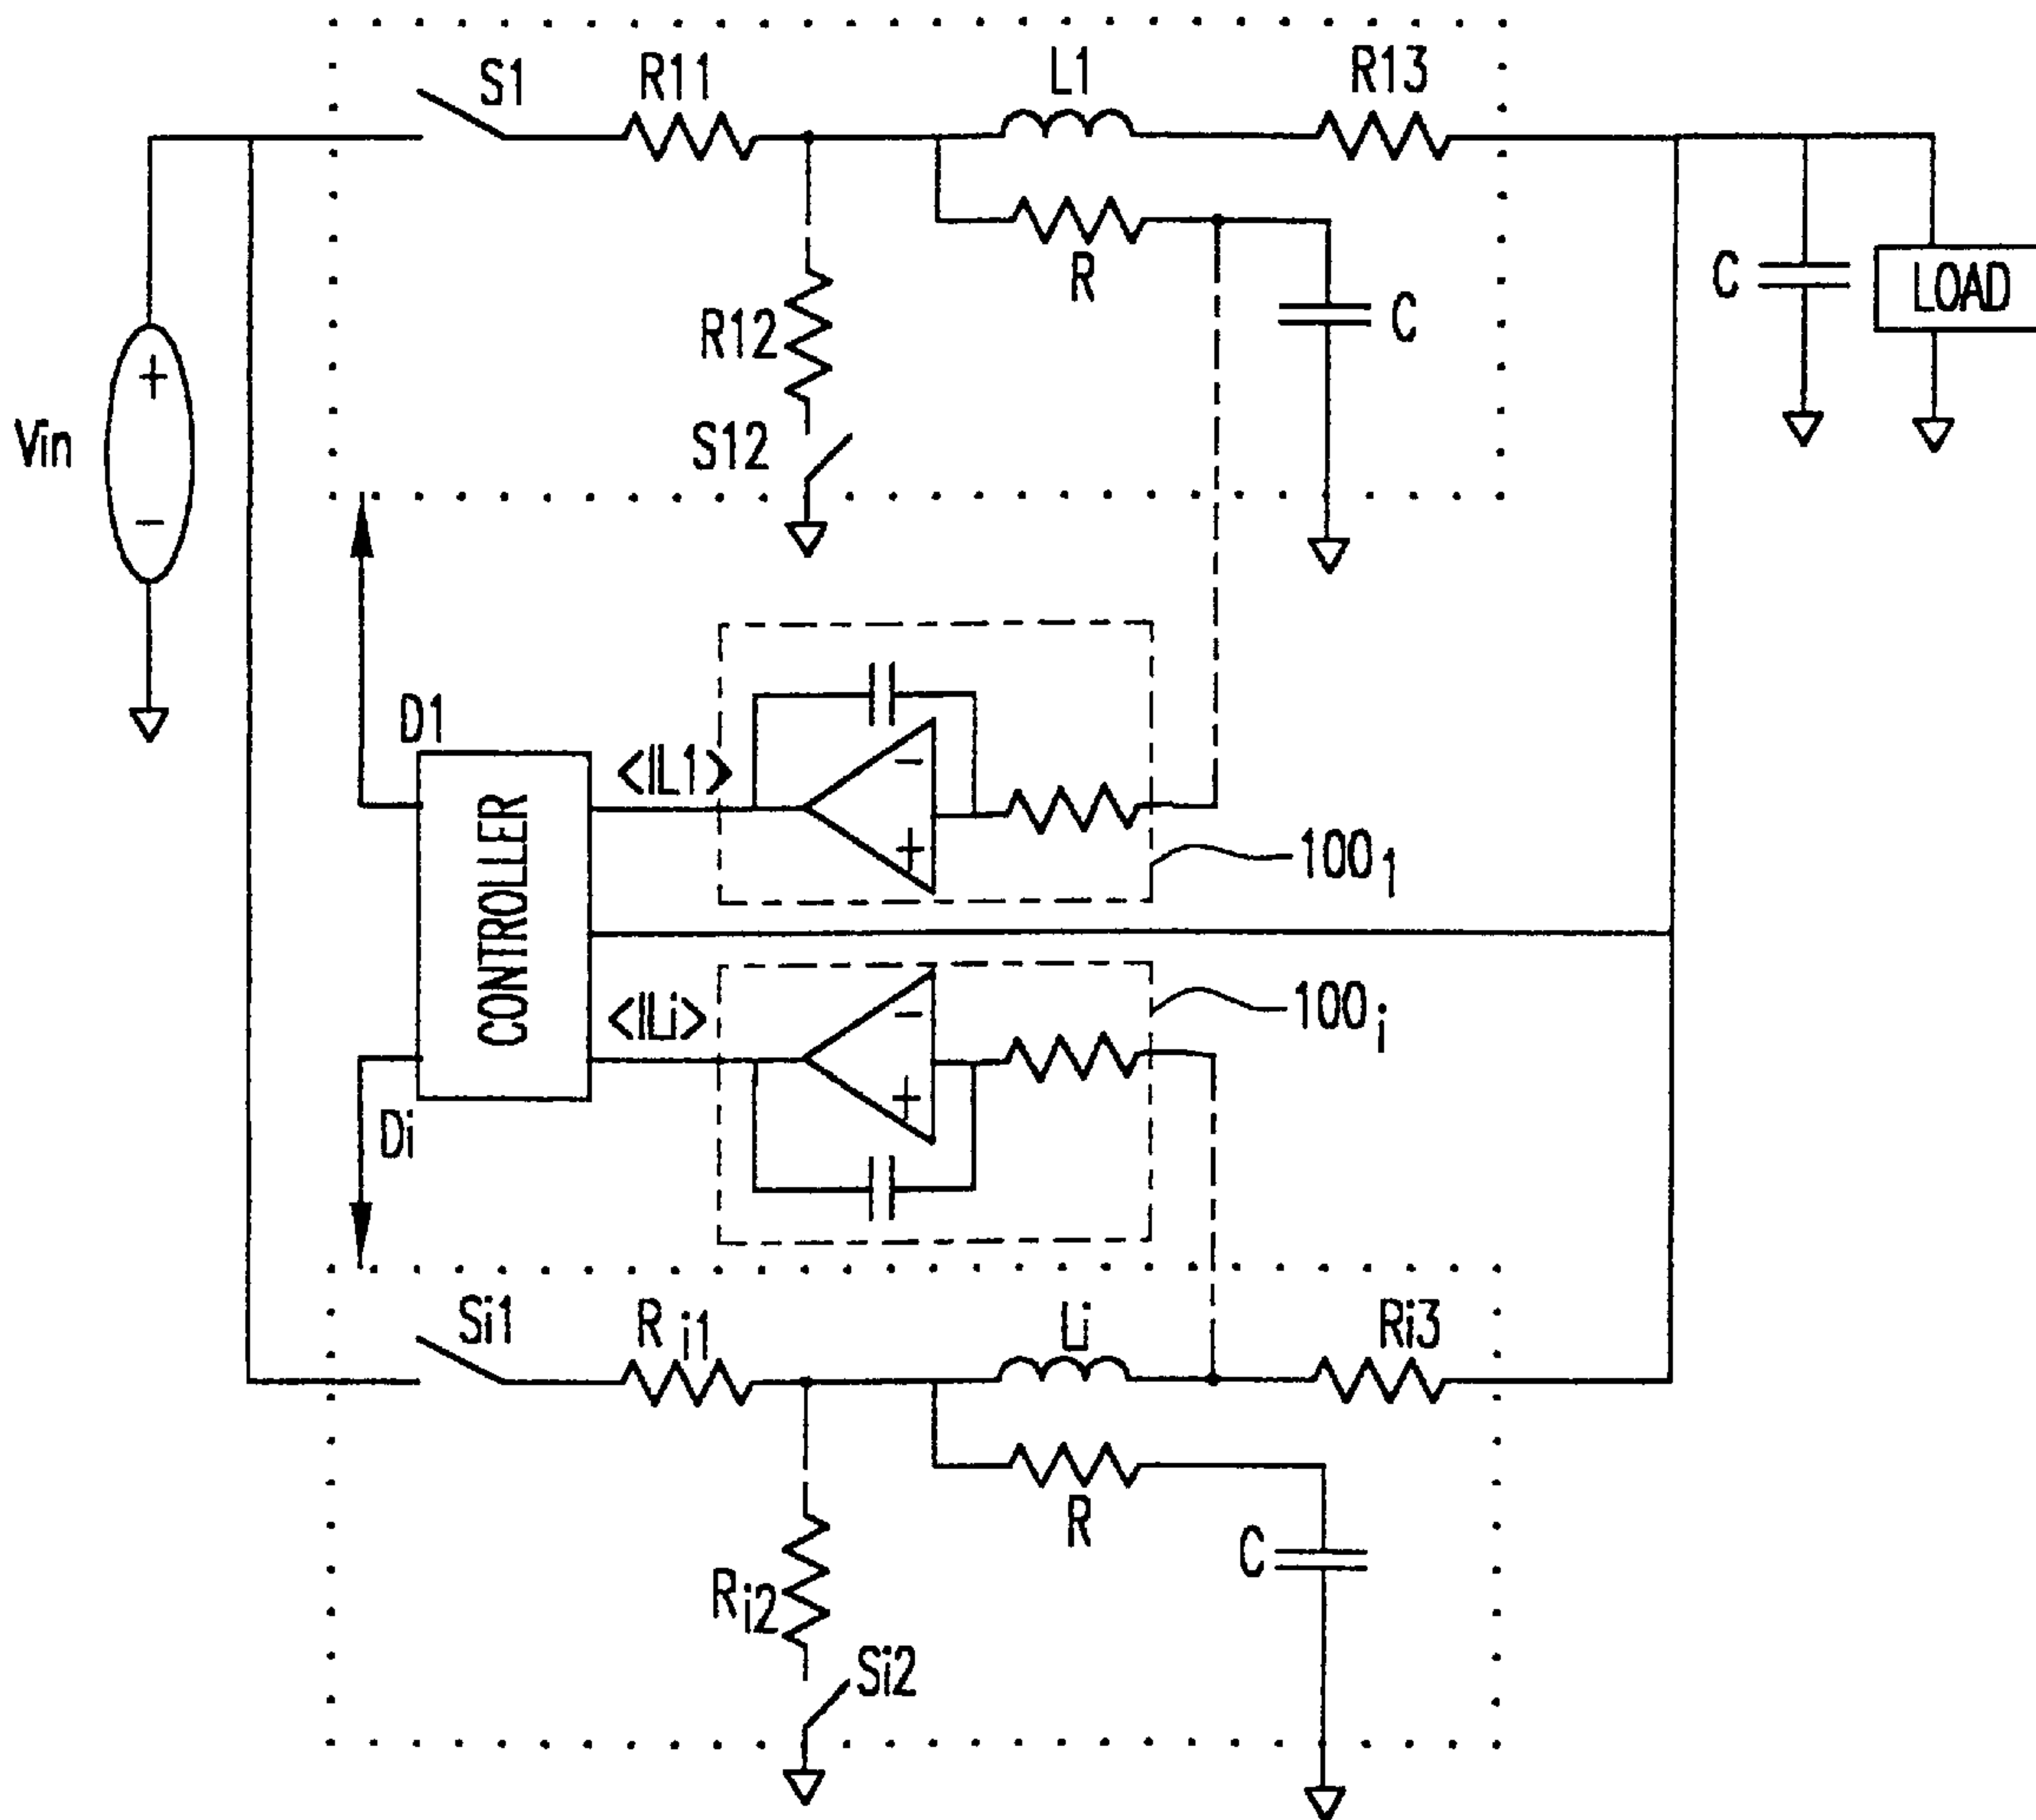 S1
R11
L1
R13
R
R12
C
C
LOAD
S12
Vin
+
−
D1
<IL1>
−
+
100₁
CONTROLLER
<ILi>
−
+
100ᵢ
Di
Si1
R i1
Li
Ri3
R
Ri2
C
Si2